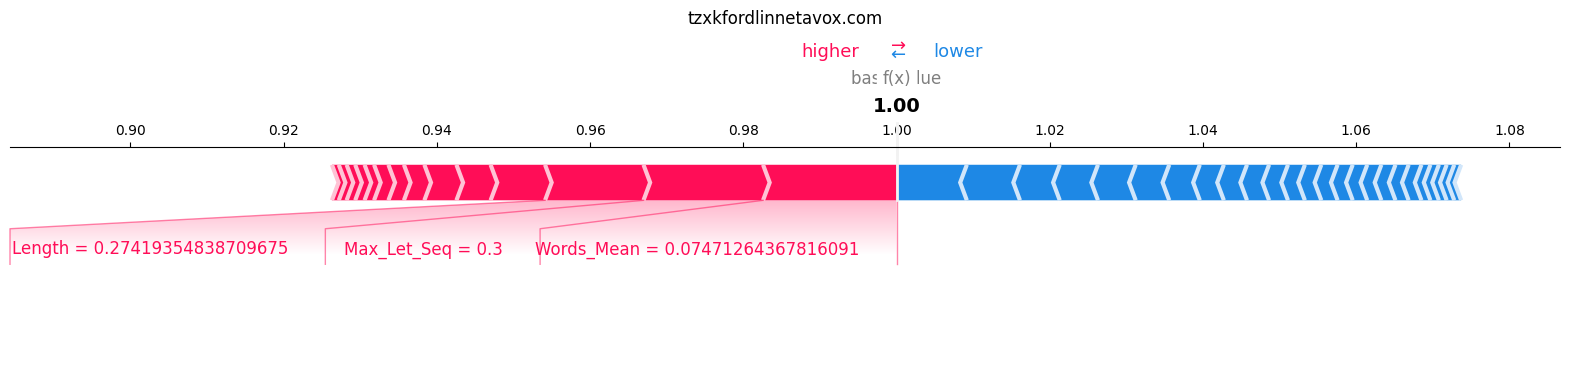 tzxkfordlinnetavox.com
higher ⇄ lower
bas f(x) lue
1.00
0.90 0.92 0.94 0.96 0.98 1.00 1.02 1.04 1.06 1.08
Length = 0.27419354838709675 Max_Let_Seq = 0.3 Words_Mean = 0.07471264367816091